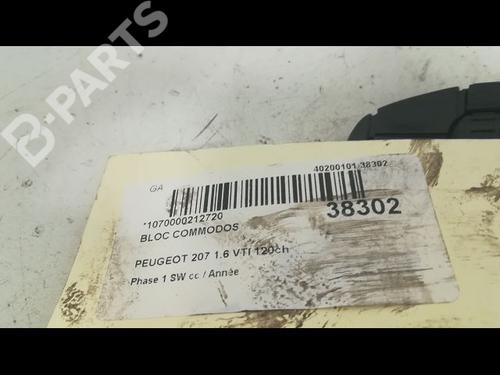 B-PARTS
GA
40200101 38302
*1070000212720
38302
BLOC COMMODOS
PEUGEOT 207 1.6 VTI 120ch
Phase 1 SW cc / Année